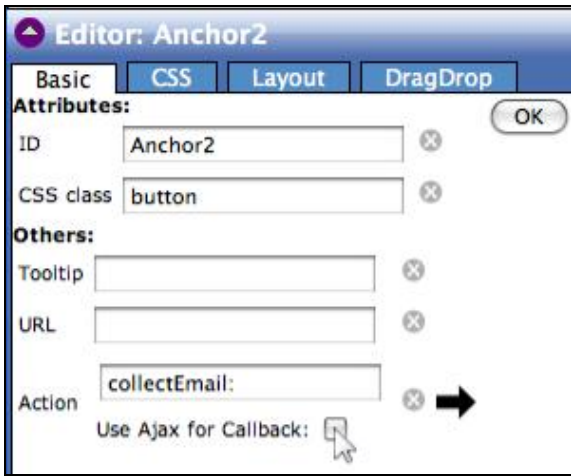 Editor: Anchor2
Basic CSS Layout DragDrop
Attributes:
OK
ID Anchor2
CSS class button
Others:
Tooltip
URL
collectEmail:
Action
Use Ajax for Callback: